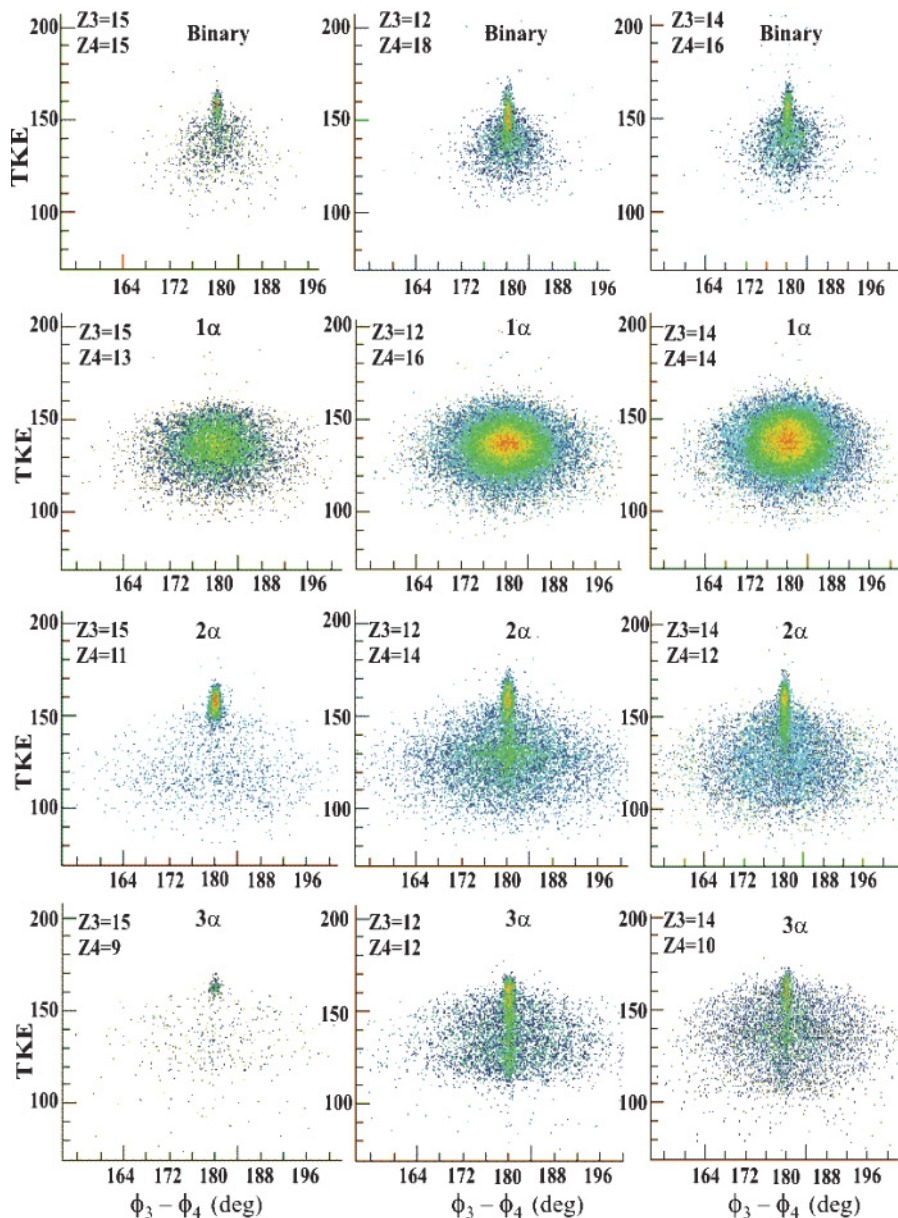 Z3=15
Z4=15
Binary
Z3=12
Z4=18
Binary
Z3=14
Z4=16
Binary
200
150
100
TKE
200
150
100
200
150
100
164 172 180 188 196
164 172 180 188 196
164 172 180 188 196
Z3=15
Z4=13
1α
Z3=12
Z4=16
1α
Z3=14
Z4=14
1α
200
150
100
TKE
200
150
100
200
150
100
164 172 180 188 196
164 172 180 188 196
164 172 180 188 196
Z3=15
Z4=11
2α
Z3=12
Z4=14
2α
Z3=14
Z4=12
2α
200
150
100
TKE
200
150
100
200
150
100
164 172 180 188 196
164 172 180 188 196
164 172 180 188 196
Z3=15
Z4=9
3α
Z3=12
Z4=12
3α
Z3=14
Z4=10
3α
200
150
100
TKE
200
150
100
200
150
100
164 172 180 188 196
164 172 180 188 196
164 172 180 188 196
ϕ₃ – ϕ₄ (deg)
ϕ₃ – ϕ₄ (deg)
ϕ₃ – ϕ₄ (deg)